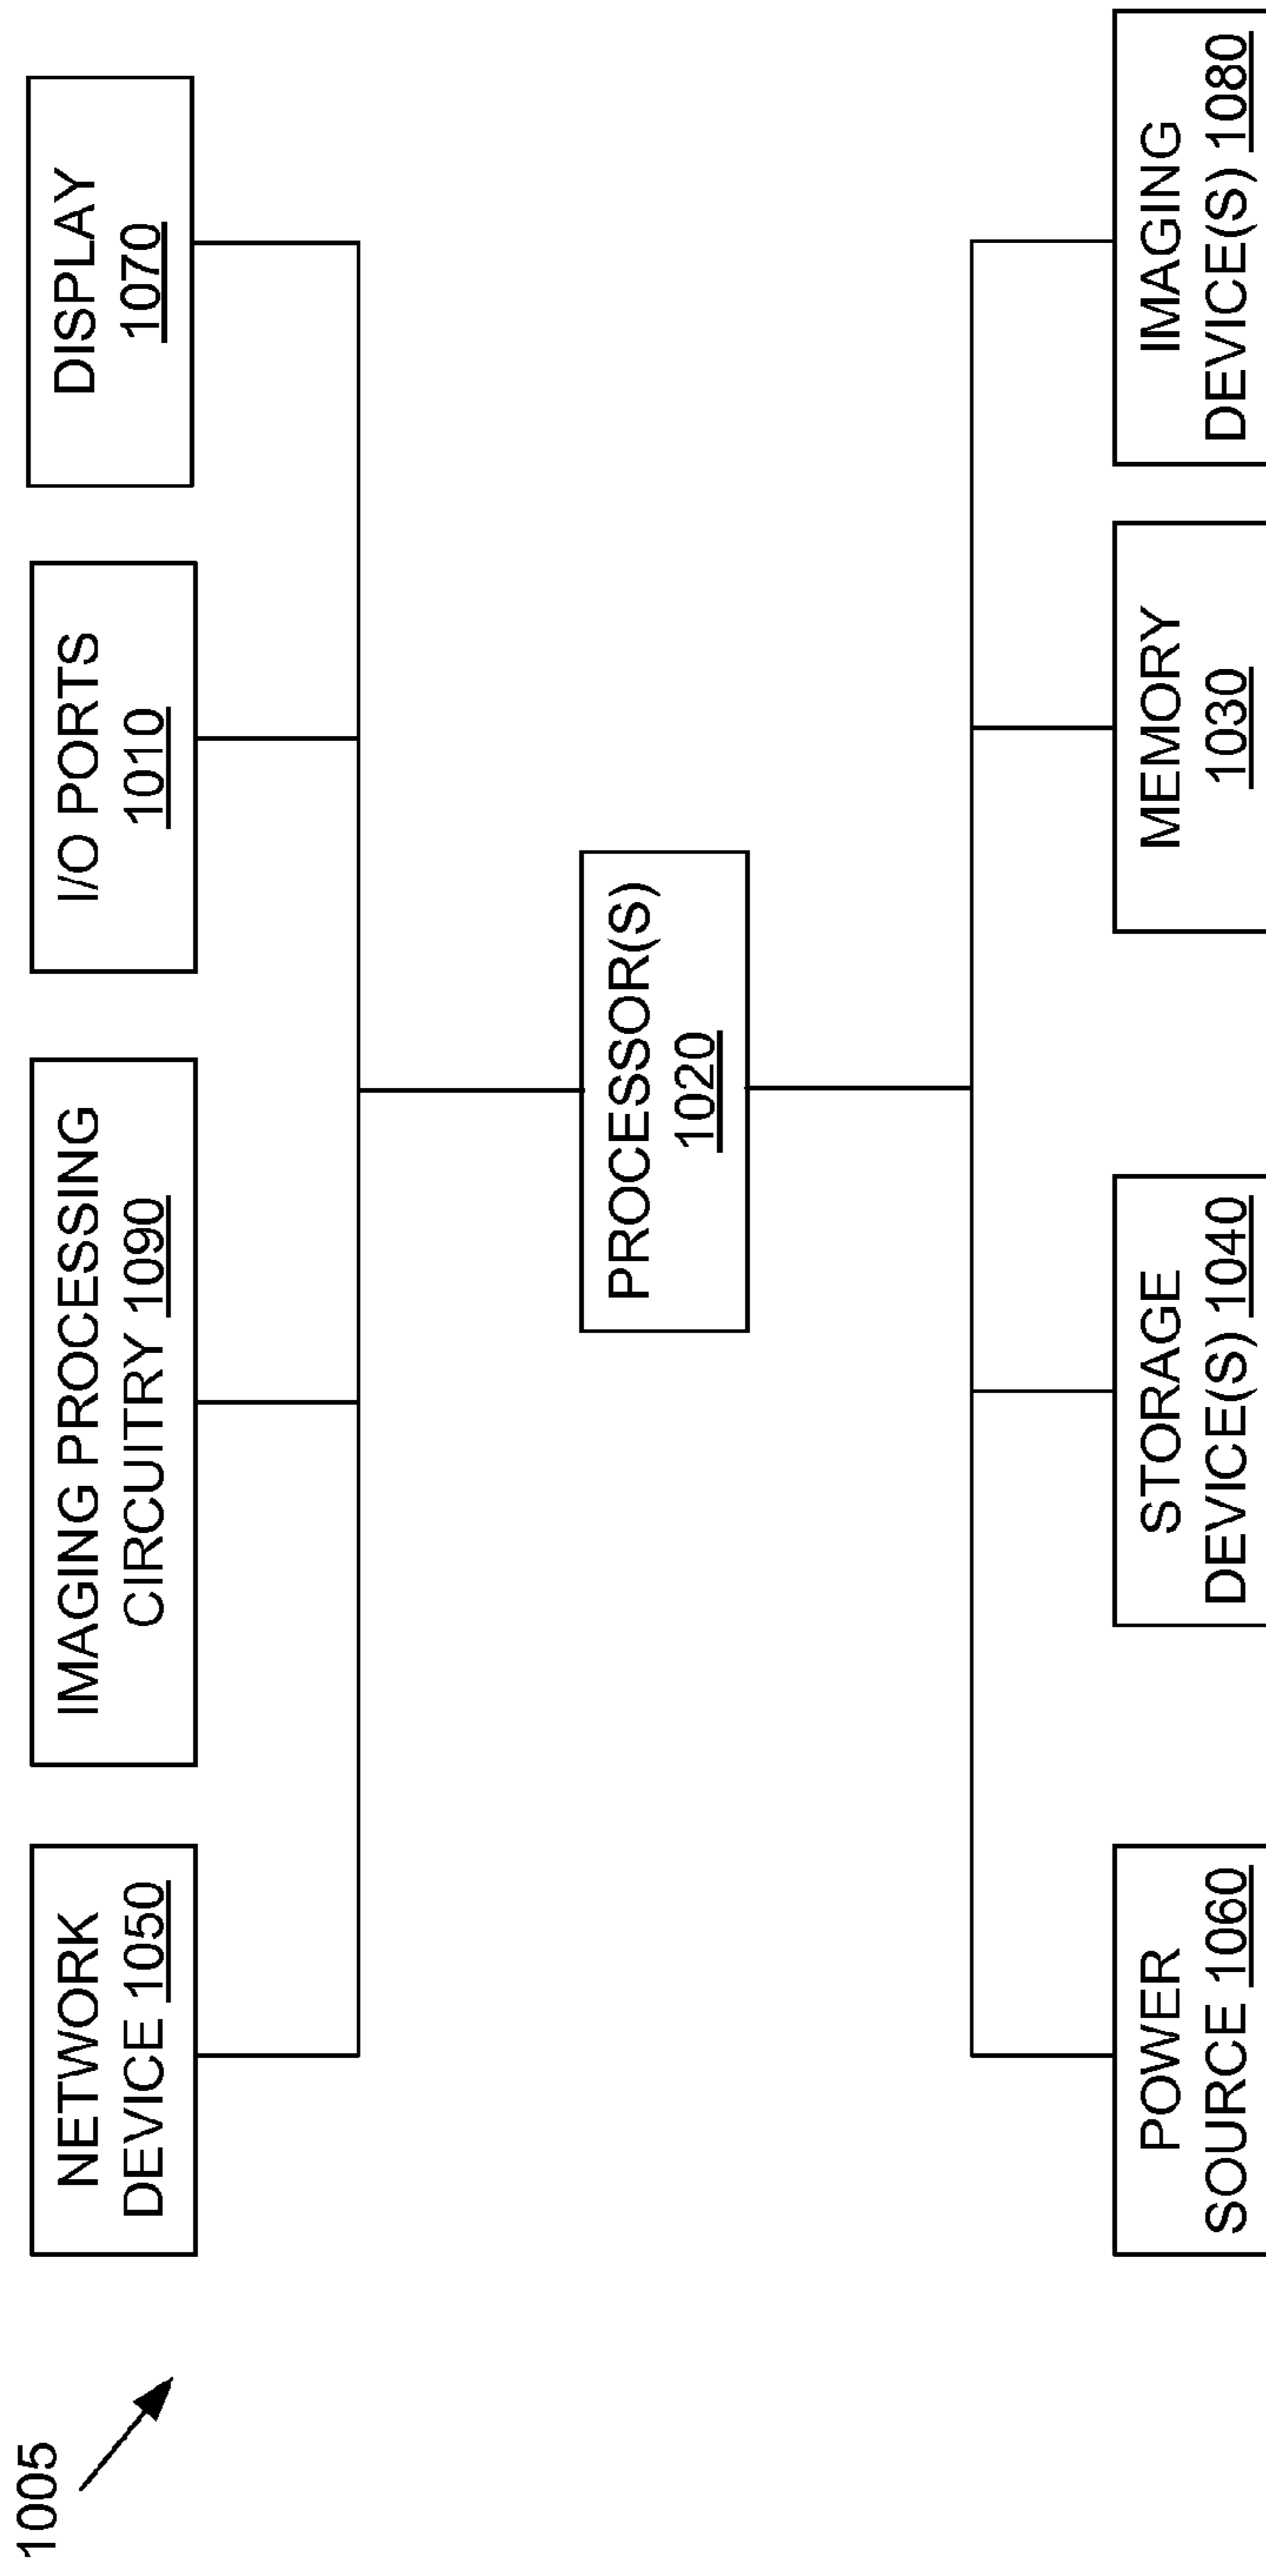 1005
NETWORK
DEVICE 1050
IMAGING PROCESSING
CIRCUITRY 1090
I/O PORTS
1010
DISPLAY
1070
PROCESSOR(S)
1020
POWER
SOURCE 1060
STORAGE
DEVICE(S) 1040
MEMORY
1030
IMAGING
DEVICE(S) 1080